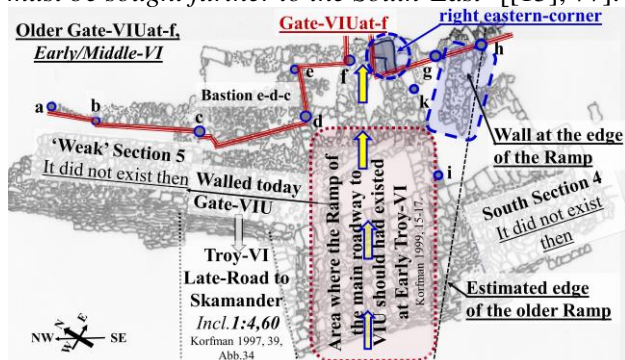 must be sought further to the South-East" [[15], 77].
Older Gate-VIUat-f,
Early/Middle-VI
Gate-VIUat-f
right eastern-corner
a
b
c
d
e
f
g
h
k
i
Bastion e-d-c
'Weak' Section 5
It did not exist then
Walled today
Gate-VIU
Troy-VI
Late-Road to
Skamander
Incl.1:4,60
Korfman 1997, 39,
Abb.34
Area where the Ramp of
the main roadway to
VIU should had existed
at Early Troy-VI
Korfman 1999, 15-17.
Wall at the edge
of the Ramp
South Section 4
It did not exist
then
Estimated edge
of the older Ramp
N
E
W
S
NW
SE